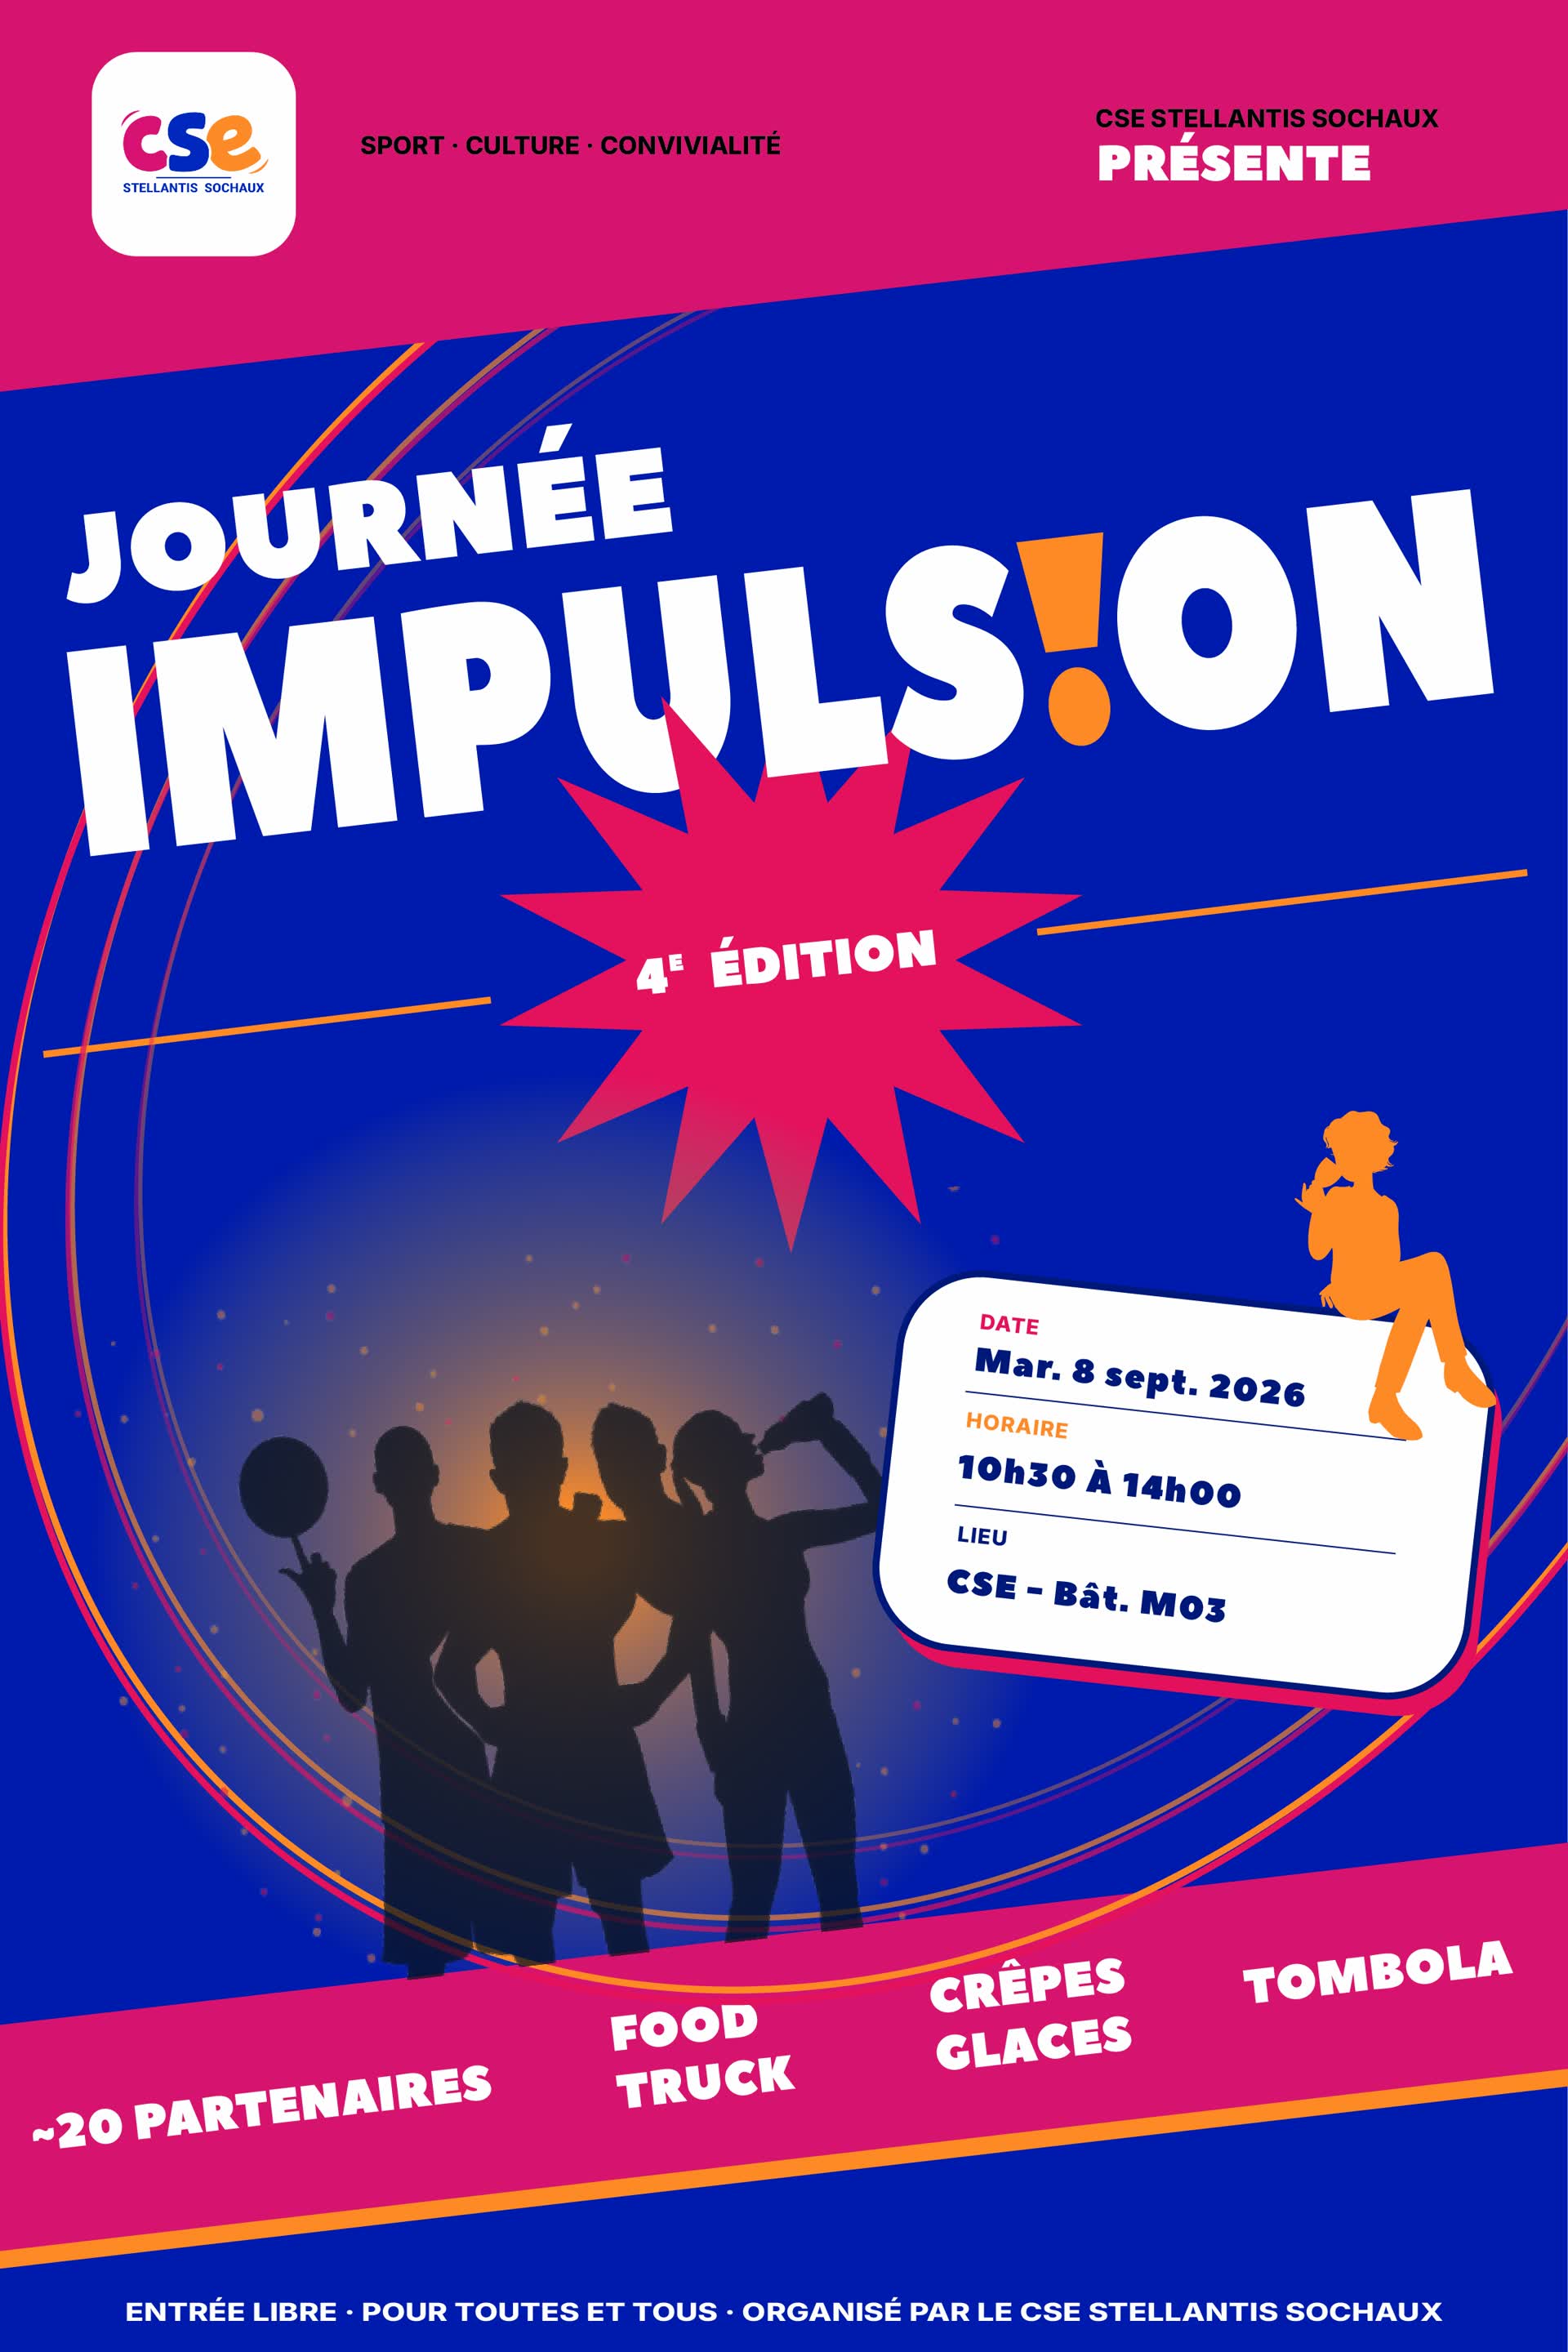 cse
STELLANTIS SOCHAUX
SPORT · CULTURE · CONVIVIALITÉ
CSE STELLANTIS SOCHAUX
PRÉSENTE
JOURNÉE
IMPULS!ON
4E ÉDITION
DATE
Mar. 8 sept. 2026
HORAIRE
10h30 À 14h00
LIEU
CSE – Bât. M03
~20 PARTENAIRES
FOOD
TRUCK
CRÊPES
GLACES
TOMBOLA
ENTRÉE LIBRE · POUR TOUTES ET TOUS · ORGANISÉ PAR LE CSE STELLANTIS SOCHAUX